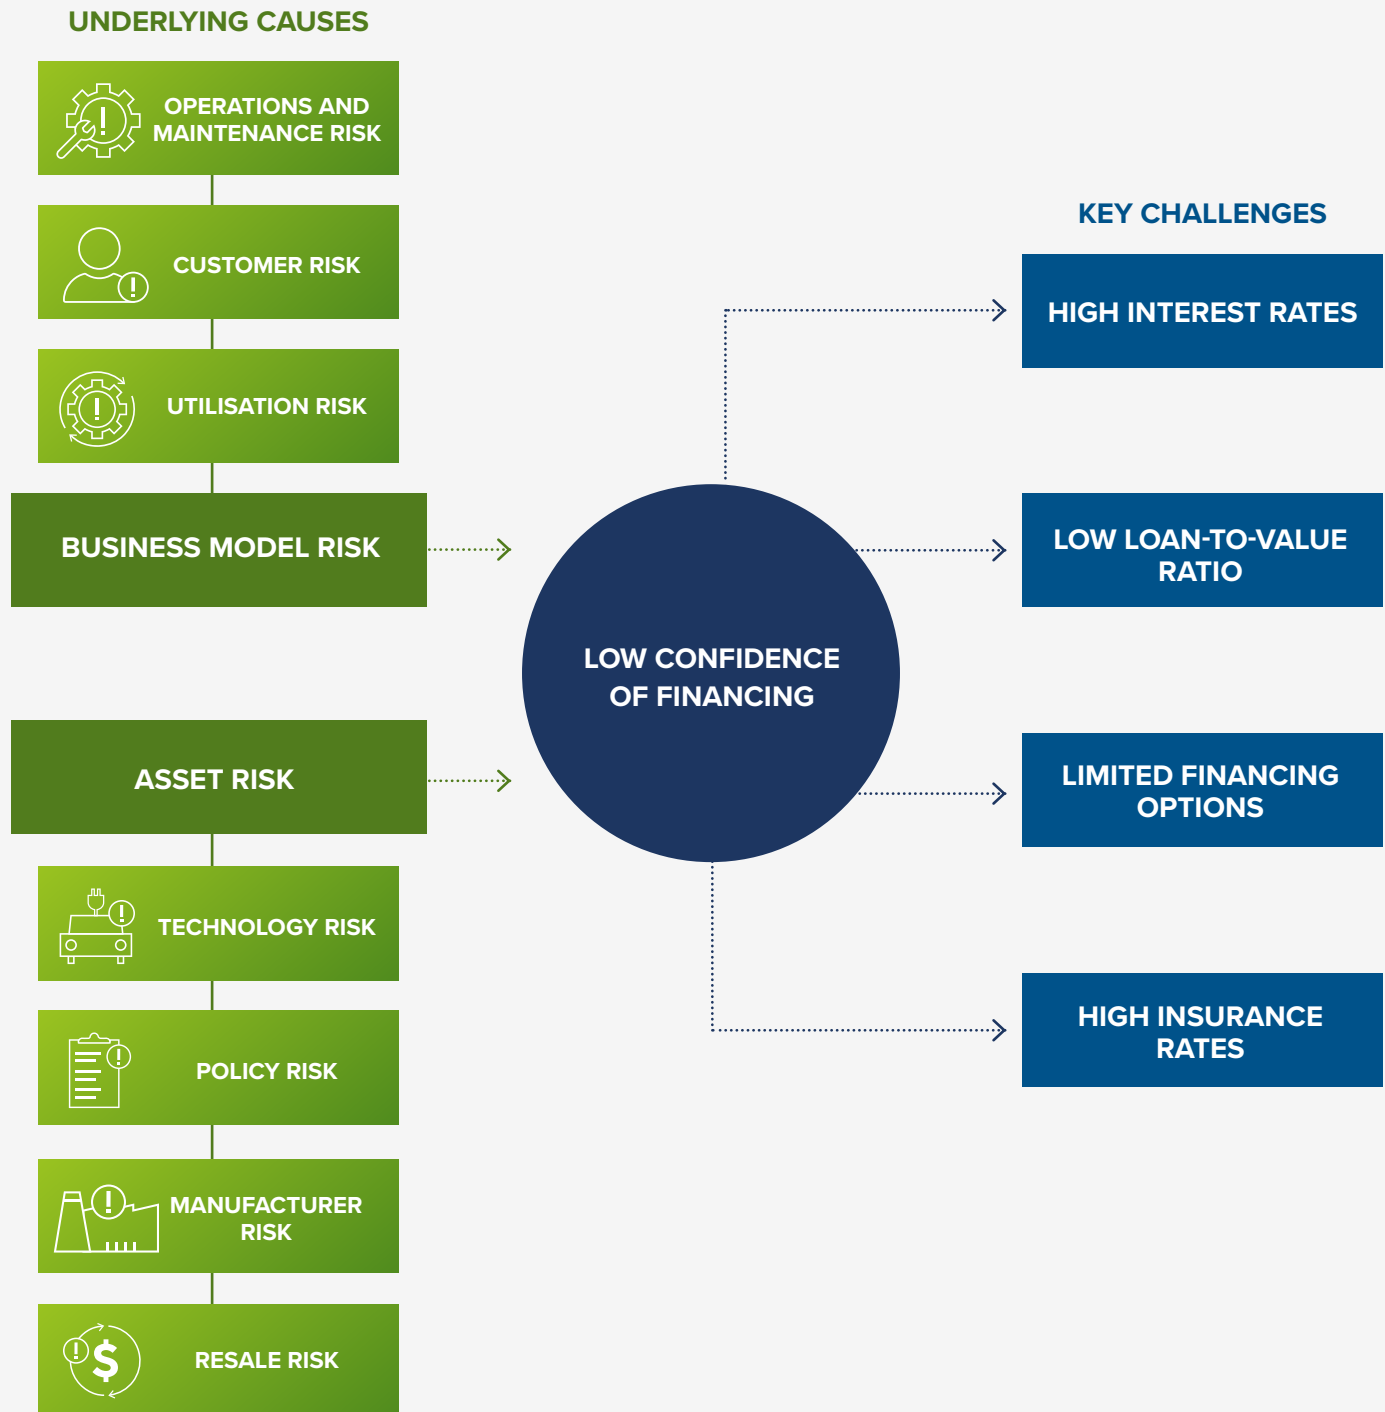 UNDERLYING CAUSES
OPERATIONS AND
MAINTENANCE RISK
CUSTOMER RISK
UTILISATION RISK
BUSINESS MODEL RISK
ASSET RISK
TECHNOLOGY RISK
POLICY RISK
MANUFACTURER
RISK
RESALE RISK
LOW CONFIDENCE
OF FINANCING
KEY CHALLENGES
HIGH INTEREST RATES
LOW LOAN-TO-VALUE
RATIO
LIMITED FINANCING
OPTIONS
HIGH INSURANCE
RATES